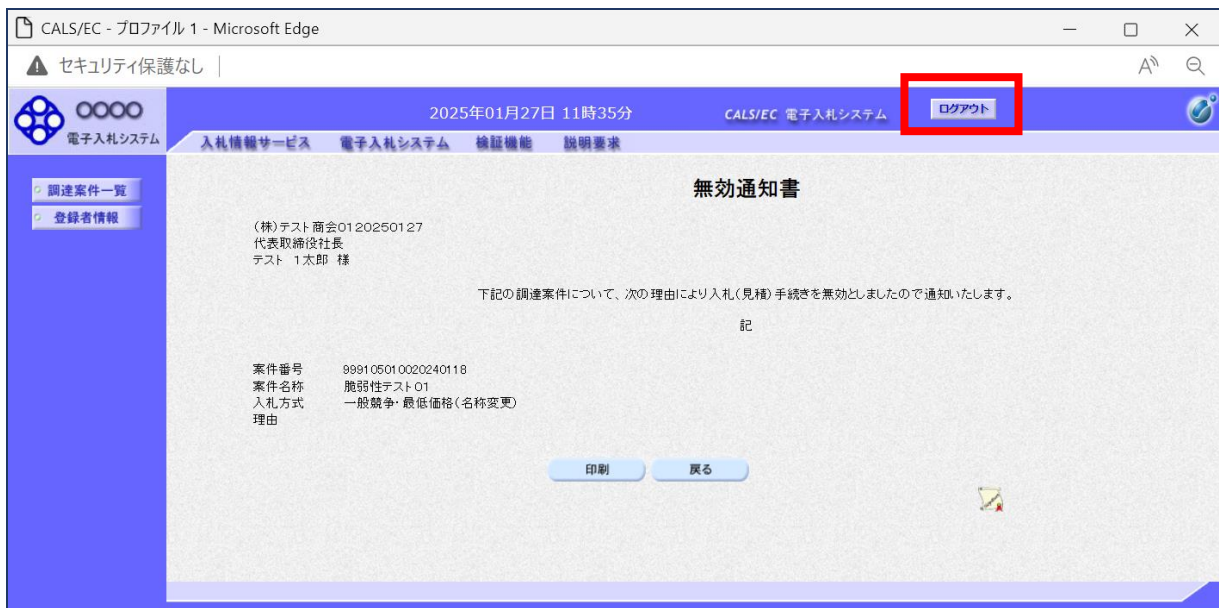 CALS/EC - プロファイル 1 - Microsoft Edge
セキュリティ保護なし
○○○○
電子入札システム
2025年01月27日 11時35分
CALS/EC 電子入札システム
ログアウト
入札情報サービス 電子入札システム 検証機能 説明要求
調達案件一覧
登録者情報
無効通知書
(株)テスト商会0120250127
代表取締役社長
テスト 1太郎 様
下記の調達案件について、次の理由により入札(見積)手続きを無効としましたので通知いたします。
記
案件番号 999105010020240118
案件名称 脆弱性テスト01
入札方式 一般競争・最低価格(名称変更)
理由
印刷 戻る